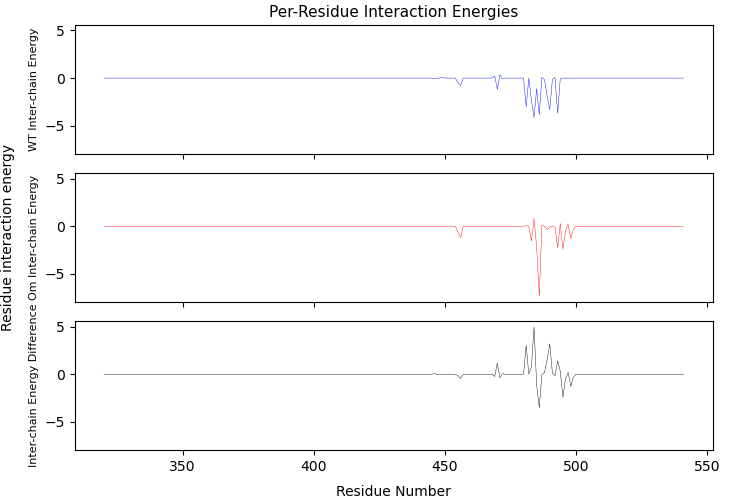 Per-Residue Interaction Energies
Residue interaction energy
WT Inter-chain Energy
5
0
−5
Om Inter-chain Energy
5
0
−5
Inter-chain Energy Difference
5
0
−5
350
400
450
500
550
Residue Number